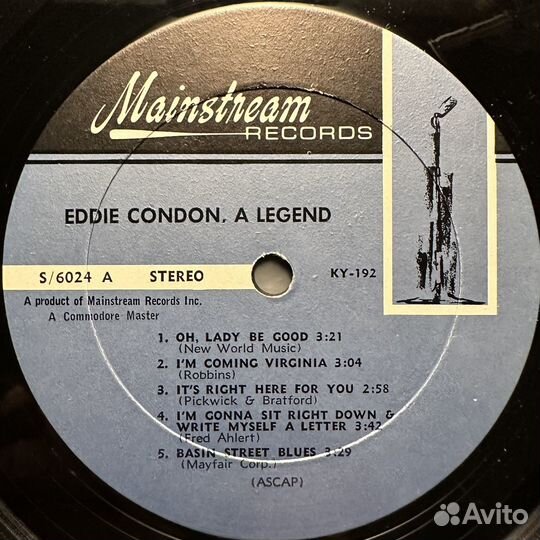 Mainstream
RECORDS
EDDIE CONDON, A LEGEND
S/6024 A STEREO KY-192
A product of Mainstream Records Inc.
A Commodore Master
1. OH, LADY BE GOOD 3:21
(New World Music)
2. I'M COMING VIRGINIA 3:04
(Robbins)
3. IT'S RIGHT HERE FOR YOU 2:58
(Pickwick & Bratford)
4. I'M GONNA SIT RIGHT DOWN &
WRITE MYSELF A LETTER 3:42
(Fred Ahlert)
5. BASIN STREET BLUES 3:29
(Mayfair Corp.)
(ASCAP)
Avito